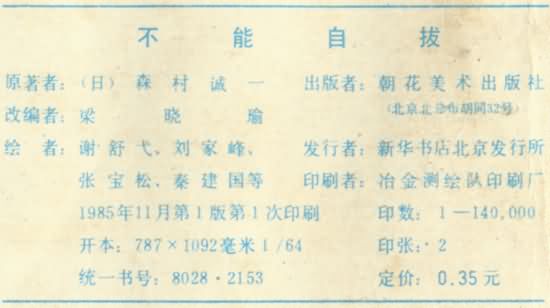 不能自拔
原著者：（日）森村诚一 出版者：朝花美术出版社
改编者：梁晓瑜 （北京北总布胡同32号）
绘者：谢舒弋、刘家峰、 发行者：新华书店北京发行所
张宝松、秦建国等 印刷者：冶金测绘队印刷厂
1985年11月第1版第1次印刷 印数：1—140,000
开本：787×1092毫米1/64 印张：2
统一书号：8028·2153 定价：0.35元